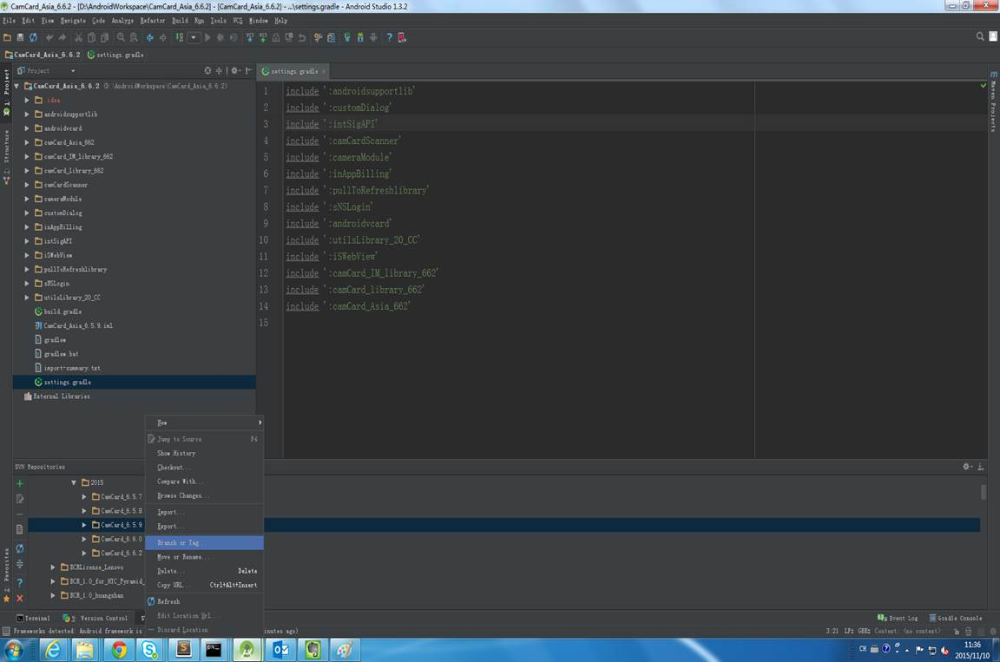 CamCard_Asia_6.6.2 - [D:\AndroidWorkspace\CamCard_Asia_6.6.2] - [CamCard_Asia_6.6.2] - ...\settings.gradle - Android Studio 1.3.2
File Edit View Navigate Code Analyze Refactor Build Run Tools VCS Window Help
CamCard_Asia_6.6.2 settings.gradle
Project
settings.gradle
1: Project
Structure
2: Favorites
Maven Projects
CamCard_Asia_6.6.2 (D:\AndroidWorkspace\CamCard_Asia_6.6.2)
.idea
androidsupportlib
androidvcard
camCard_Asia_662
camCard_IM_library_662
camCard_library_662
camCardScanner
cameraModule
customDialog
inAppBilling
intSigAPI
iSWebView
pullToRefreshlibrary
sNSLogin
utilsLibrary_20_CC
build.gradle
CamCard_Asia_6.5.9.iml
gradlew
gradlew.bat
import-summary.txt
settings.gradle
External Libraries
1 include ':androidsupportlib'
2 include ':customDialog'
3 include ':intSigAPI'
4 include ':camCardScanner'
5 include ':cameraModule'
6 include ':inAppBilling'
7 include ':pullToRefreshlibrary'
8 include ':sNSLogin'
9 include ':androidvcard'
10 include ':utilsLibrary_20_CC'
11 include ':iSWebView'
12 include ':camCard_IM_library_662'
13 include ':camCard_library_662'
14 include ':camCard_Asia_662'
15
New
Jump to Source F4
Show History
Checkout...
Compare With...
Browse Changes...
Import...
Export...
Branch or Tag...
Move or Rename...
Delete... Delete
Copy URL... Ctrl+Alt+Insert
Refresh
Edit Location Url...
Discard Location
SVN Repositories
2015
CamCard_6.5.7
CamCard_6.5.8
CamCard_6.5.9
CamCard_6.6.0
CamCard_6.6.2
BCRLicense_Lenovo
BCR_1.0_for_HTC_Pyramid_
BCR_1.0_huangshan
Terminal 9: Version Control
Event Log Gradle Console
Frameworks detected: Android framework is
minutes ago)
3:21 LF: GBK: Context: <no context>
CH
11:36
2015/11/10